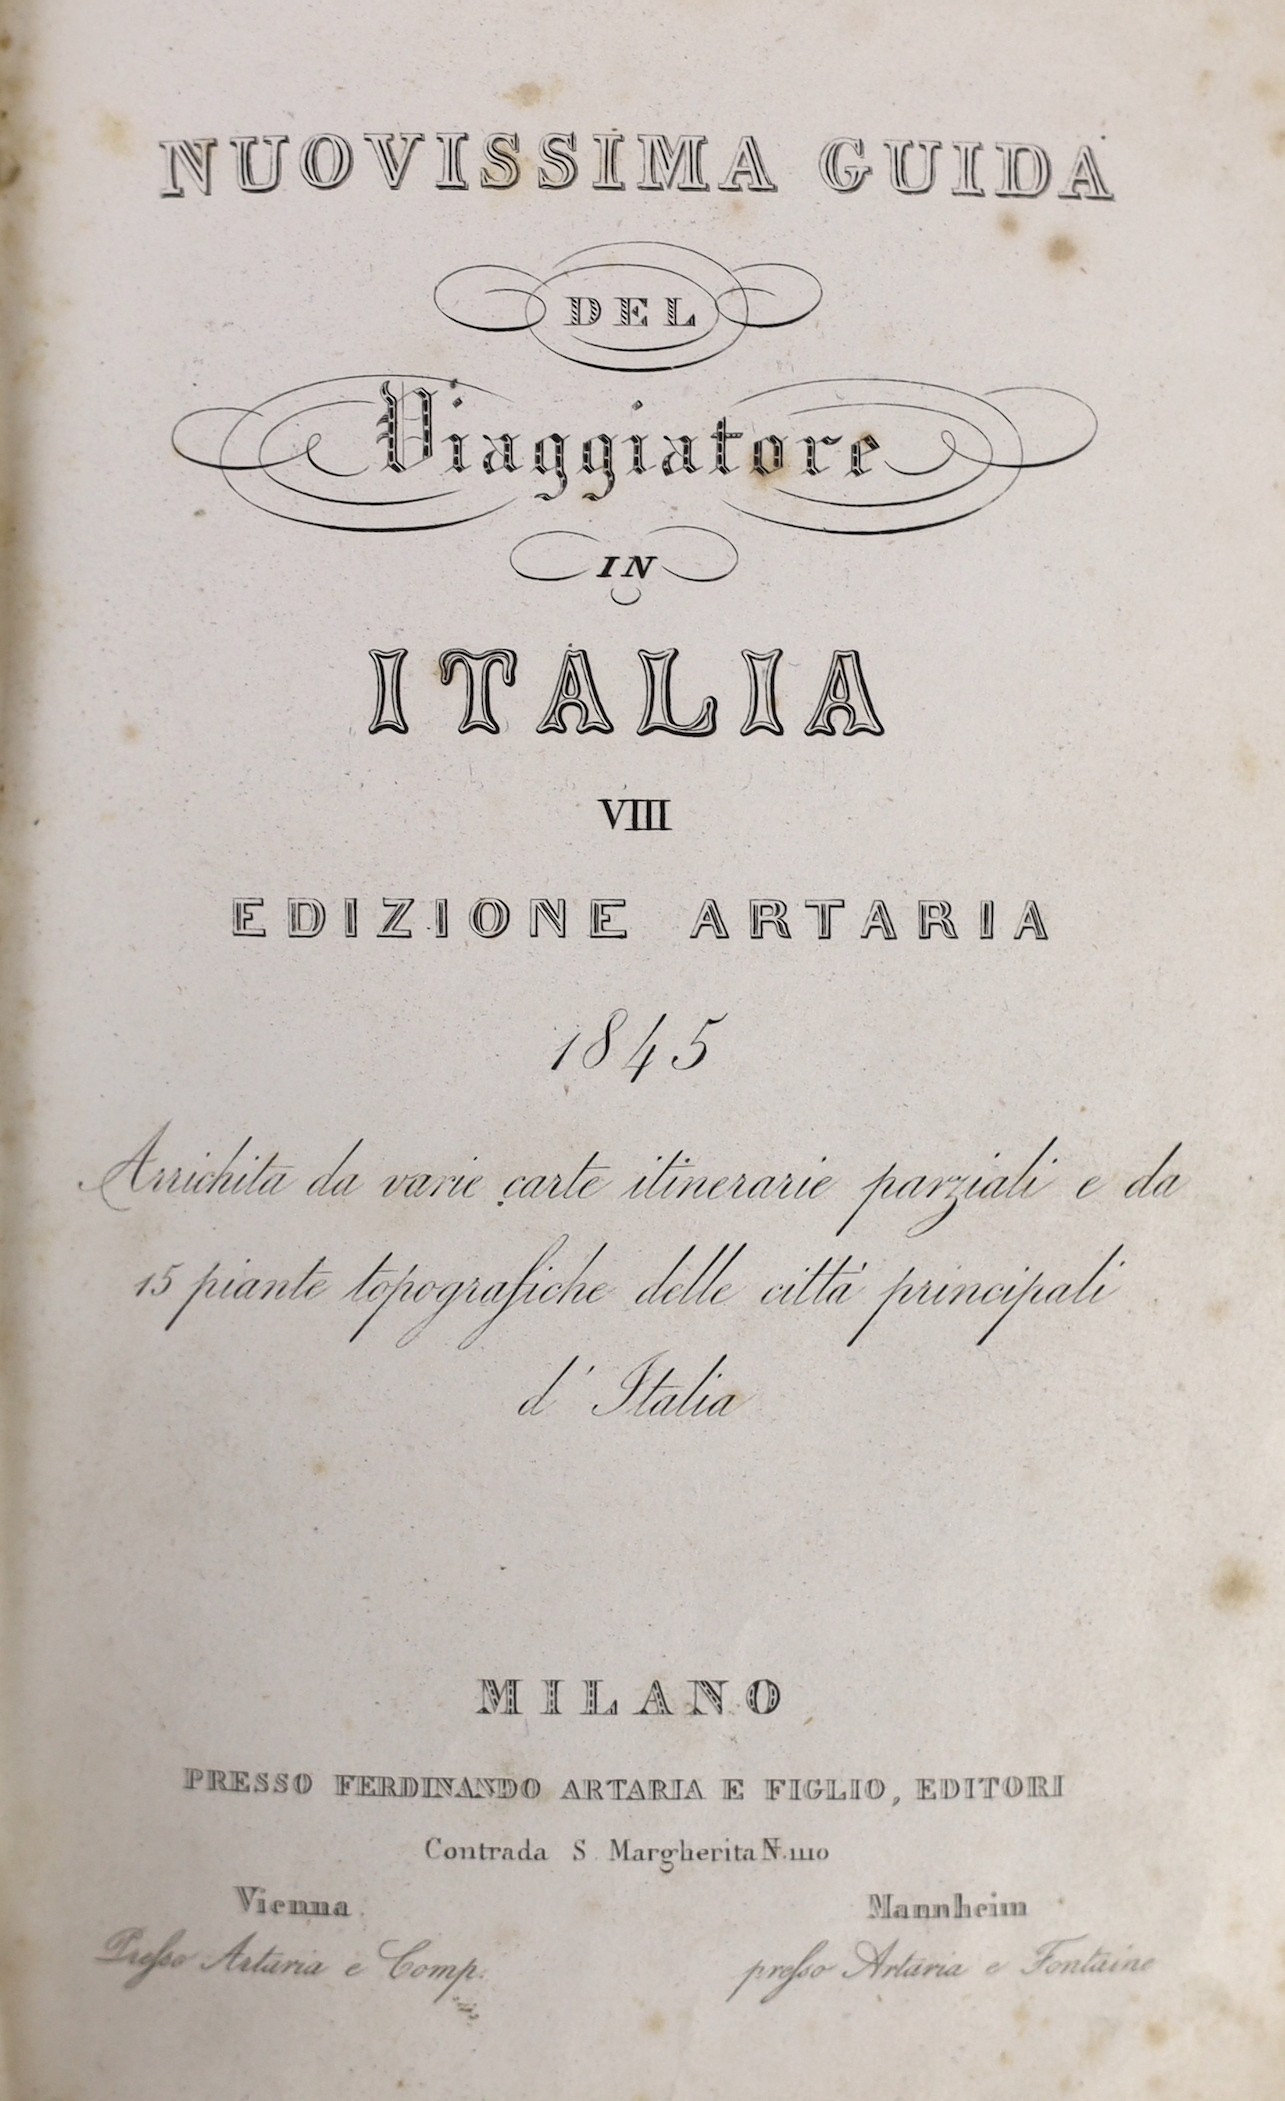 NUOVISSIMA GUIDA
DEL
Viaggiatore
IN
ITALIA
VIII
EDIZIONE ARTARIA
1845
Arrichita da varie carte itinerarie parziali e da
15 piante topografiche delle città principali
d' Italia
MILANO
PRESSO FERDINANDO ARTARIA E FIGLIO, EDITORI
Contrada S. Margherita N. 1110
Vienna
Mannheim
Presso Artaria e Comp.
presso Artaria e Fontaine